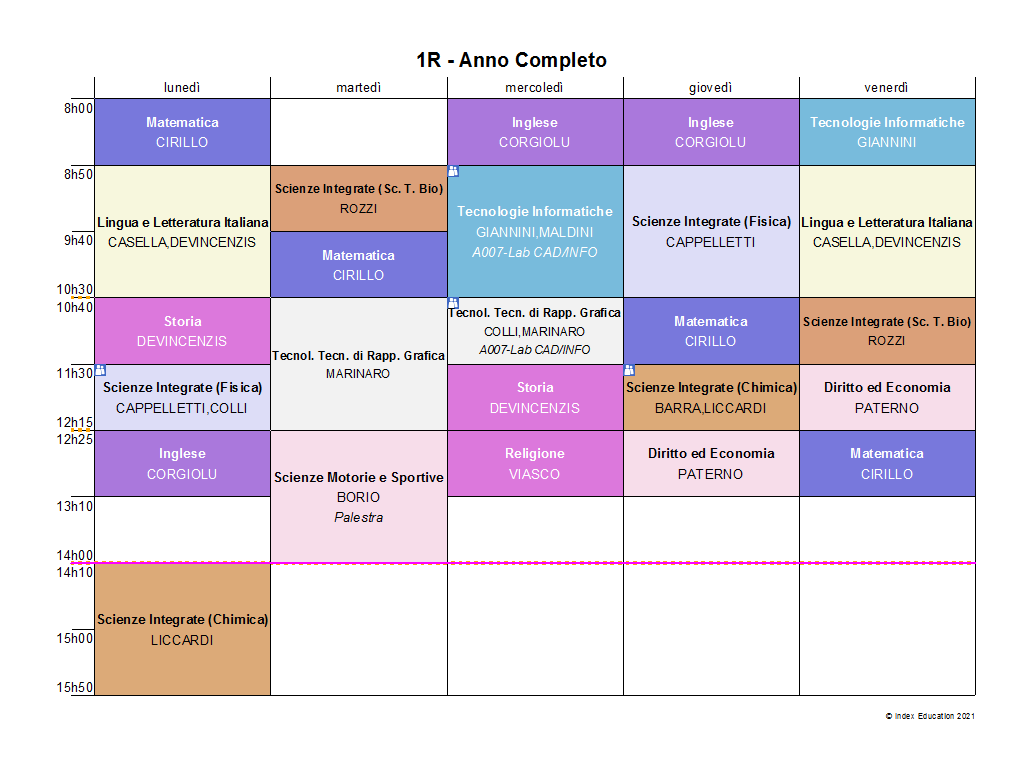 1R - Anno Completo
lunedì martedì mercoledì giovedì venerdì
8h00
Matematica
CIRILLO
Inglese
CORGIOLU
Inglese
CORGIOLU
Tecnologie Informatiche
GIANNINI
8h50
Lingua e Letteratura Italiana
CASELLA,DEVINCENZIS
Scienze Integrate (Sc. T. Bio)
ROZZI
Tecnologie Informatiche
GIANNINI,MALDINI
A007-Lab CAD/INFO
Scienze Integrate (Fisica)
CAPPELLETTI
Lingua e Letteratura Italiana
CASELLA,DEVINCENZIS
9h40
Matematica
CIRILLO
10h30
10h40
Storia
DEVINCENZIS
Tecnol. Tecn. di Rapp. Grafica
MARINARO
Tecnol. Tecn. di Rapp. Grafica
COLLI,MARINARO
A007-Lab CAD/INFO
Matematica
CIRILLO
Scienze Integrate (Sc. T. Bio)
ROZZI
11h30
Scienze Integrate (Fisica)
CAPPELLETTI,COLLI
Storia
DEVINCENZIS
Scienze Integrate (Chimica)
BARRA,LICCARDI
Diritto ed Economia
PATERNO
12h15
12h25
Inglese
CORGIOLU
Scienze Motorie e Sportive
BORIO
Palestra
Religione
VIASCO
Diritto ed Economia
PATERNO
Matematica
CIRILLO
13h10
14h00
14h10
Scienze Integrate (Chimica)
LICCARDI
15h00
15h50
© Index Education 2021